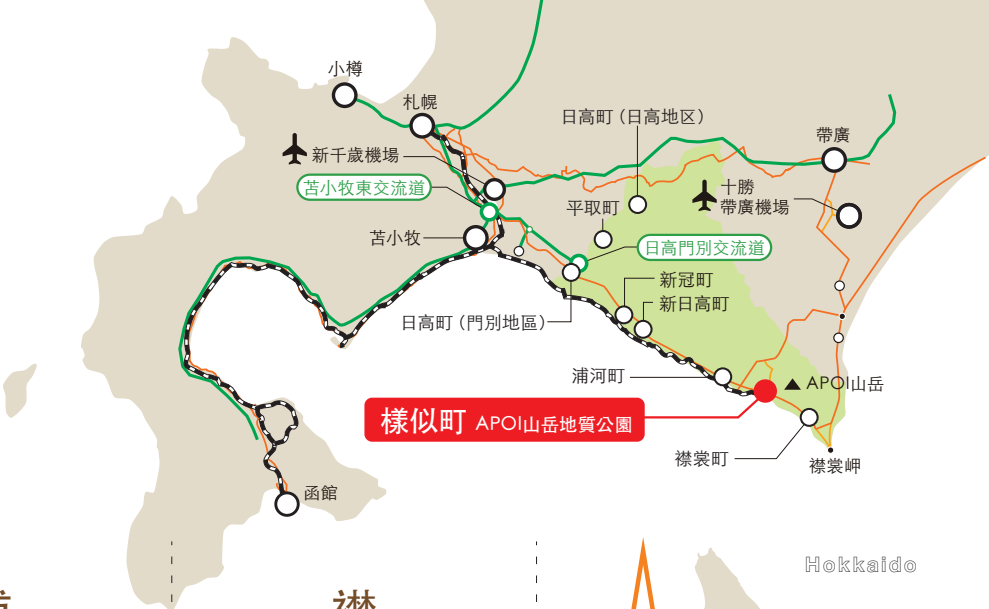 小樽
札幌
日高町（日高地区）
帶廣
新千歲機場
苫小牧東交流道
十勝
帶廣機場
平取町
苫小牧
日高門別交流道
新冠町
新日高町
日高町（門別地區）
浦河町
APOI山岳
樣似町 APOI山岳地質公園
襟裳町
襟裳岬
函館
Hokkaido
襟